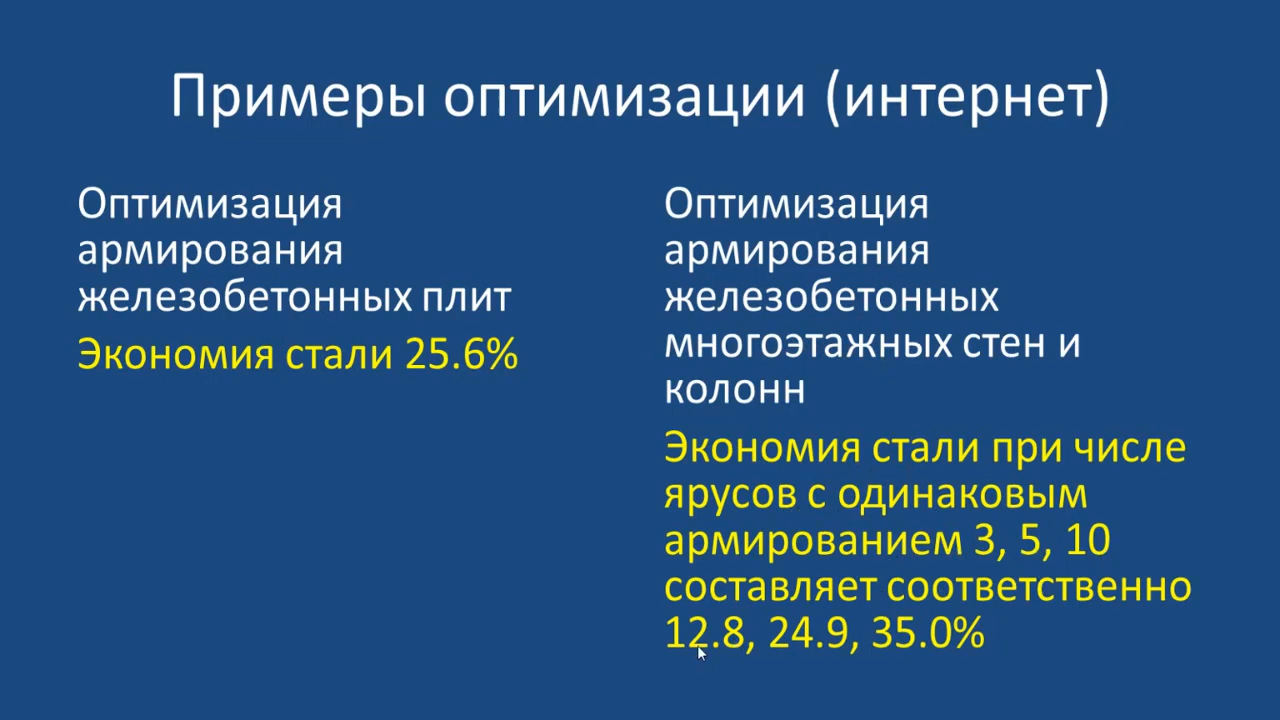 Примеры оптимизации (интернет)
Оптимизация
армирования
железобетонных плит
Экономия стали 25.6%
Оптимизация
армирования
железобетонных
многоэтажных стен и
колонн
Экономия стали при числе
ярусов с одинаковым
армированием 3, 5, 10
составляет соответственно
12.8, 24.9, 35.0%